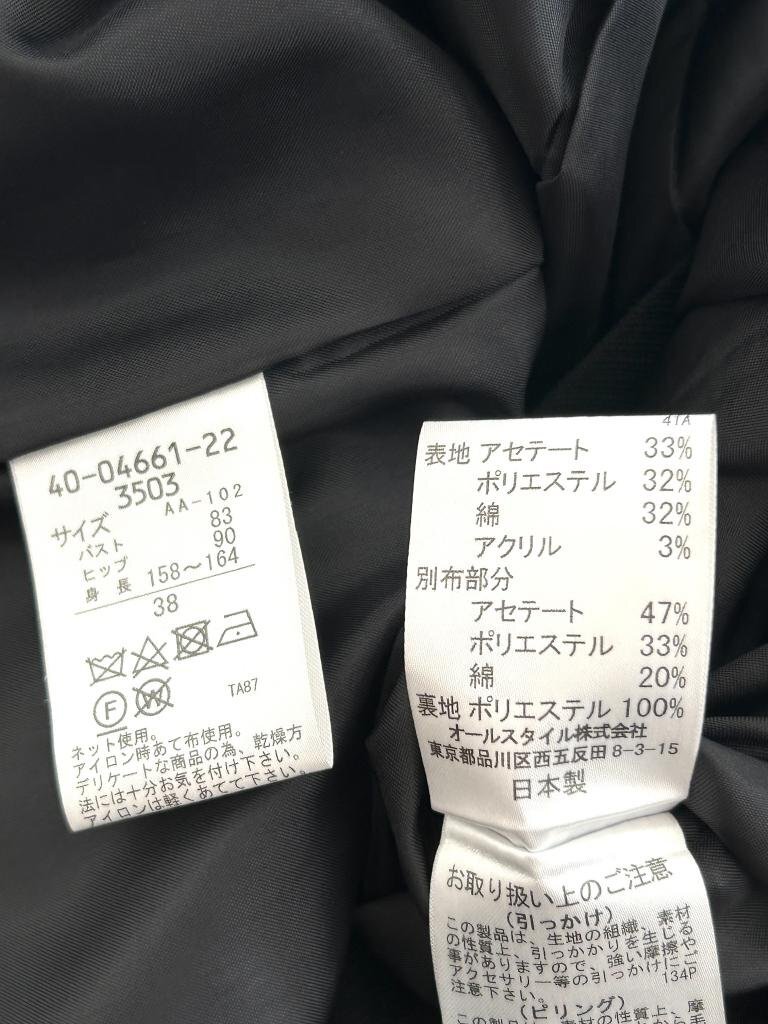 40-04661-22
3503
AA-102
サイズ
バスト 83
ヒップ 90
身長 158～164
38
F
W
TA87
ネット使用。
アイロン時あて布使用。
デリケートな商品の為、乾燥方
法には十分お気を付け下さい。
アイロンは軽くあてて下さい。
41A
表地 アセテート 33%
ポリエステル 32%
綿 32%
アクリル 3%
別布部分
アセテート 47%
ポリエステル 33%
綿 20%
裏地 ポリエステル 100%
オールスタイル株式会社
東京都品川区西五反田8-3-15
日本製
お取り扱い上のご注意
(引っかけ)
この製品は、生地の組織、素材
の性質上、引っかかりを生じる
事がありますので、強い摩擦や
アクセサリー等の引っかけにご
注意下さい。 134P
(ピリング)
この製品は、素材の性質上、摩